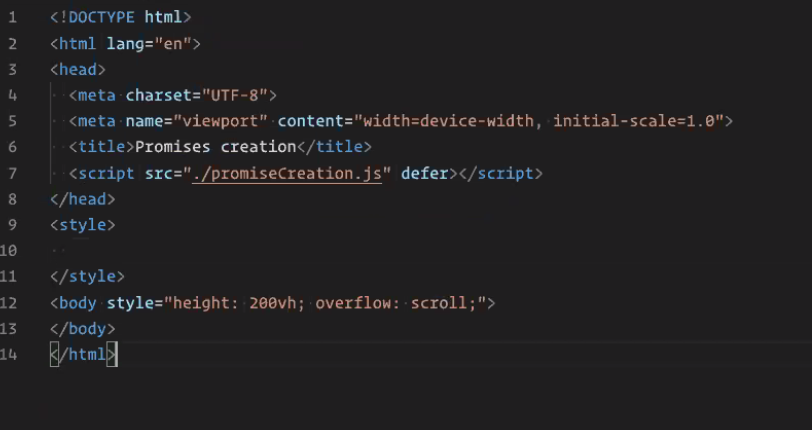 1 <!DOCTYPE html>
2 <html lang="en">
3 <head>
4   <meta charset="UTF-8">
5   <meta name="viewport" content="width=device-width, initial-scale=1.0">
6   <title>Promises creation</title>
7   <script src="./promiseCreation.js" defer></script>
8 </head>
9 <style>
10
11 </style>
12 <body style="height: 200vh; overflow: scroll;">
13 </body>
14 </html>